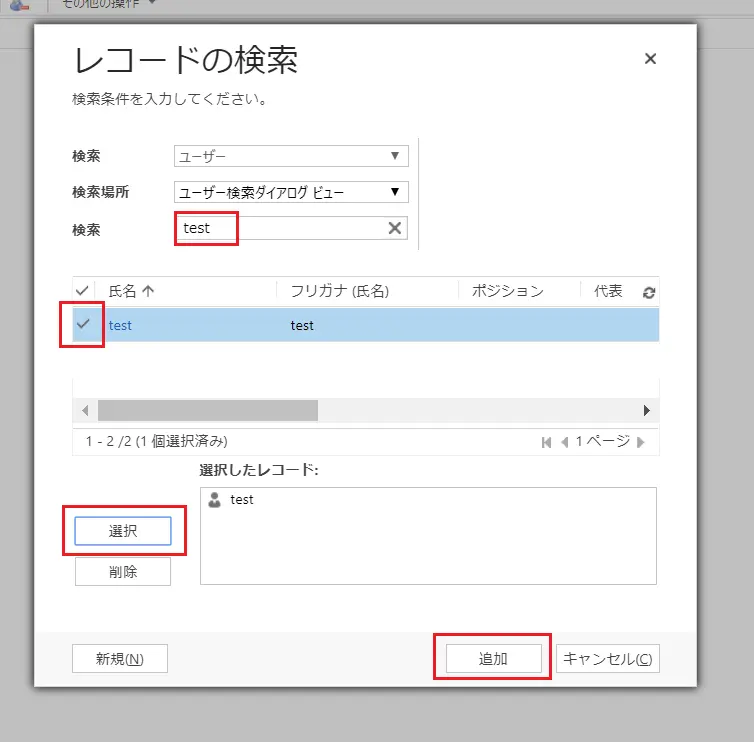 その他の操作
レコードの検索
検索条件を入力してください。
検索 ユーザー
検索場所 ユーザー検索ダイアログ ビュー
検索 test
氏名 フリガナ (氏名) ポジション 代表
test test
1 - 2 /2 (1 個選択済み) 1 ページ
選択したレコード:
test
選択
削除
新規(N) 追加 キャンセル(C)